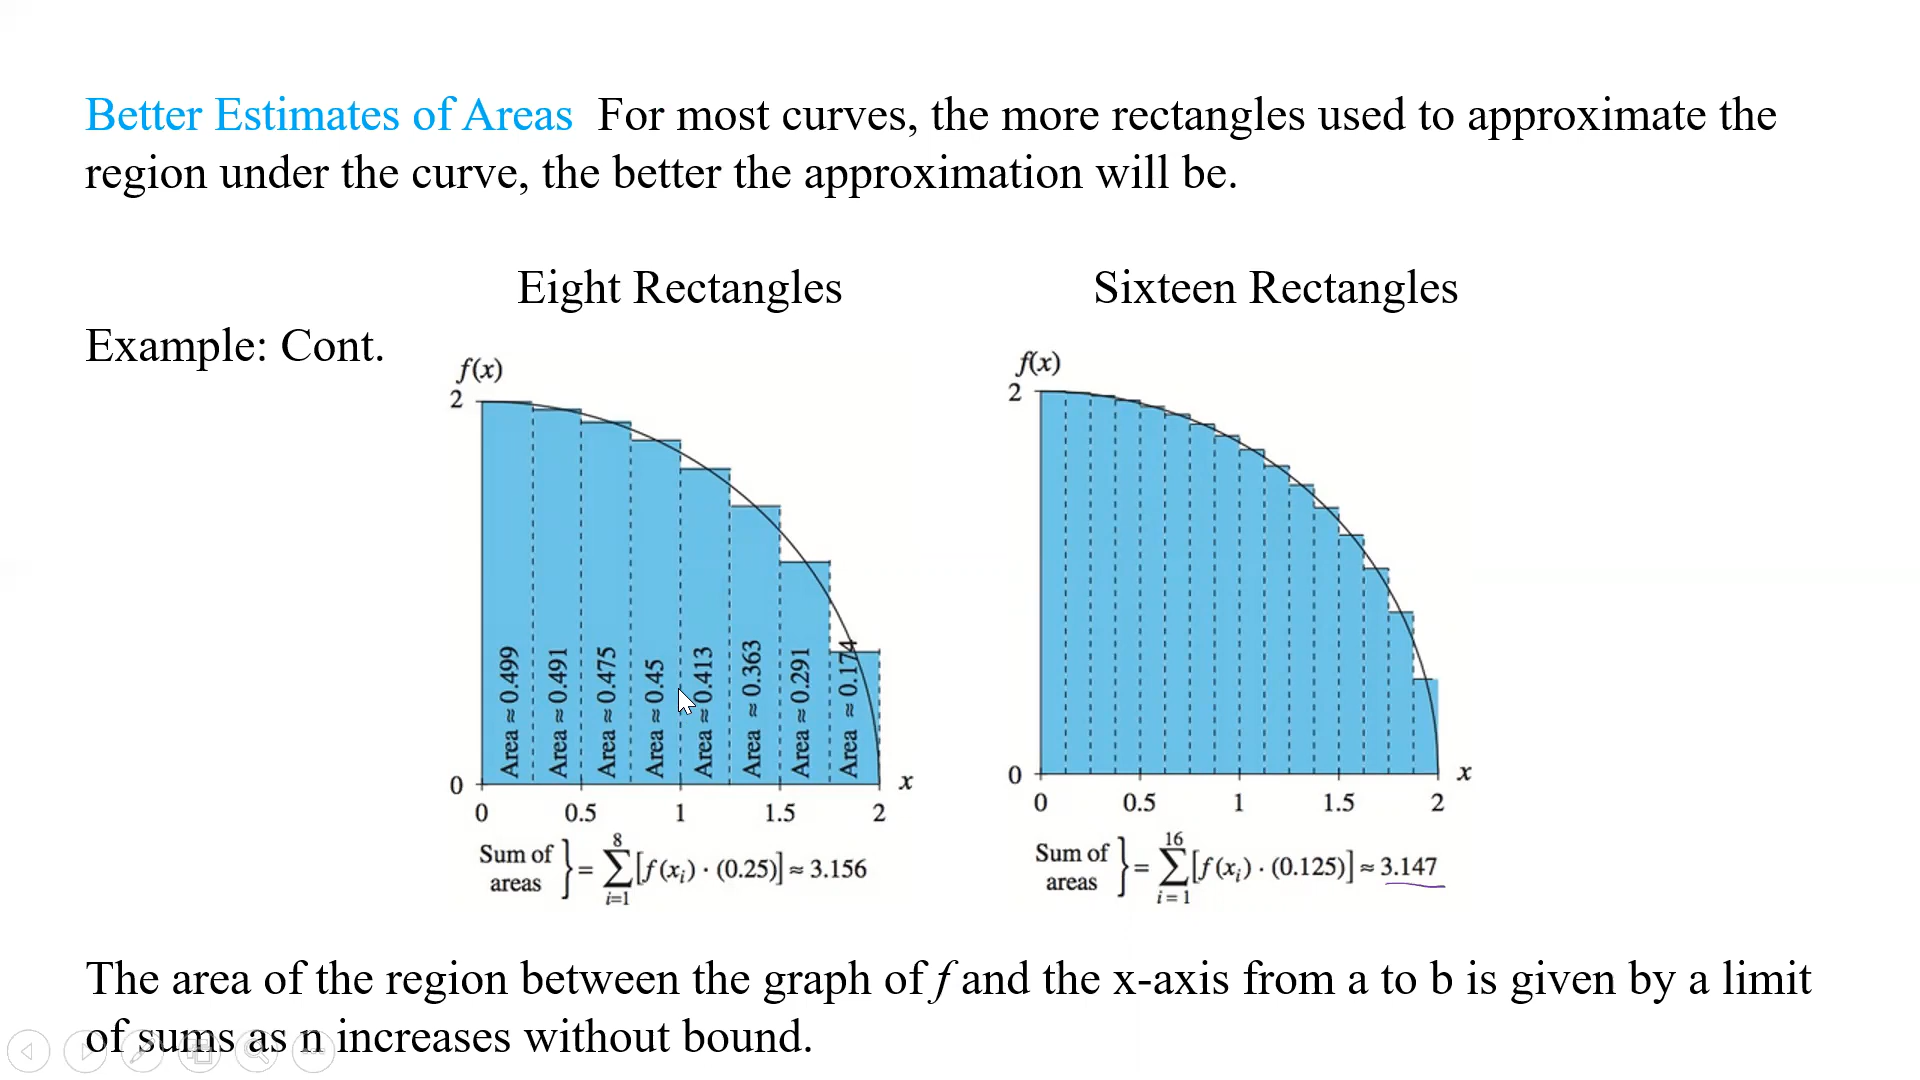 Better Estimates of Areas For most curves, the more rectangles used to approximate the
region under the curve, the better the approximation will be.
Eight Rectangles
Sixteen Rectangles
Example: Cont.
f(x)
2
Area ≈ 0.499
Area ≈ 0.491
Area ≈ 0.475
Area ≈ 0.45
Area ≈ 0.413
Area ≈ 0.363
Area ≈ 0.291
Area ≈ 0.174
0
x
0 0.5 1 1.5 2
Sum of areas } = ∑_{i=1}^{8} [f(x_i) · (0.25)] ≈ 3.156
f(x)
2
0
x
0 0.5 1 1.5 2
Sum of areas } = ∑_{i=1}^{16} [f(x_i) · (0.125)] ≈ 3.147
The area of the region between the graph of f and the x-axis from a to b is given by a limit
of sums as n increases without bound.